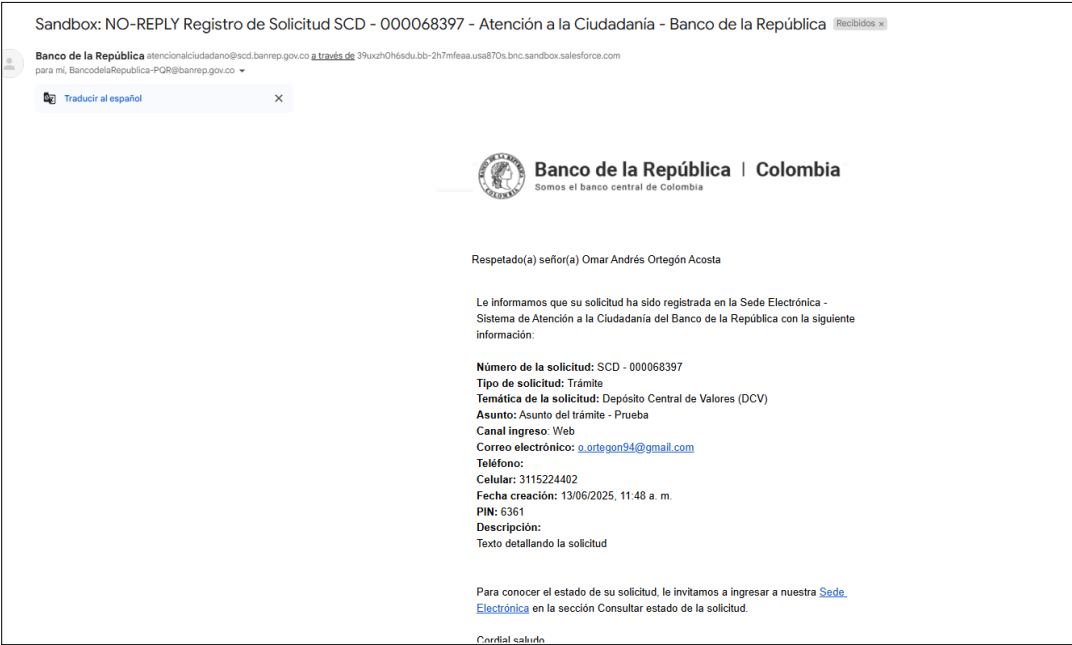 Sandbox: NO-REPLY Registro de Solicitud SCD - 000068397 - Atención a la Ciudadanía - Banco de la República Recibidos ×
Banco de la República atencionalciudadano@scd.banrep.gov.co a través de 39uxzh0h6sdu.bb-2h7mfeaa.usa870s.bnc.sandbox.salesforce.com
para mí, BancodelaRepublica-PQR@banrep.gov.co
Traducir al español ×
Banco de la República | Colombia
Somos el banco central de Colombia
Respetado(a) señor(a) Omar Andrés Ortegón Acosta
Le informamos que su solicitud ha sido registrada en la Sede Electrónica -
Sistema de Atención a la Ciudadanía del Banco de la República con la siguiente
información:
Número de la solicitud: SCD - 000068397
Tipo de solicitud: Trámite
Temática de la solicitud: Depósito Central de Valores (DCV)
Asunto: Asunto del trámite - Prueba
Canal ingreso: Web
Correo electrónico: o.ortegon94@gmail.com
Teléfono:
Celular: 3115224402
Fecha creación: 13/06/2025, 11:48 a. m.
PIN: 6361
Descripción:
Texto detallando la solicitud
Para conocer el estado de su solicitud, le invitamos a ingresar a nuestra Sede
Electrónica en la sección Consultar estado de la solicitud.
Cordial saludo